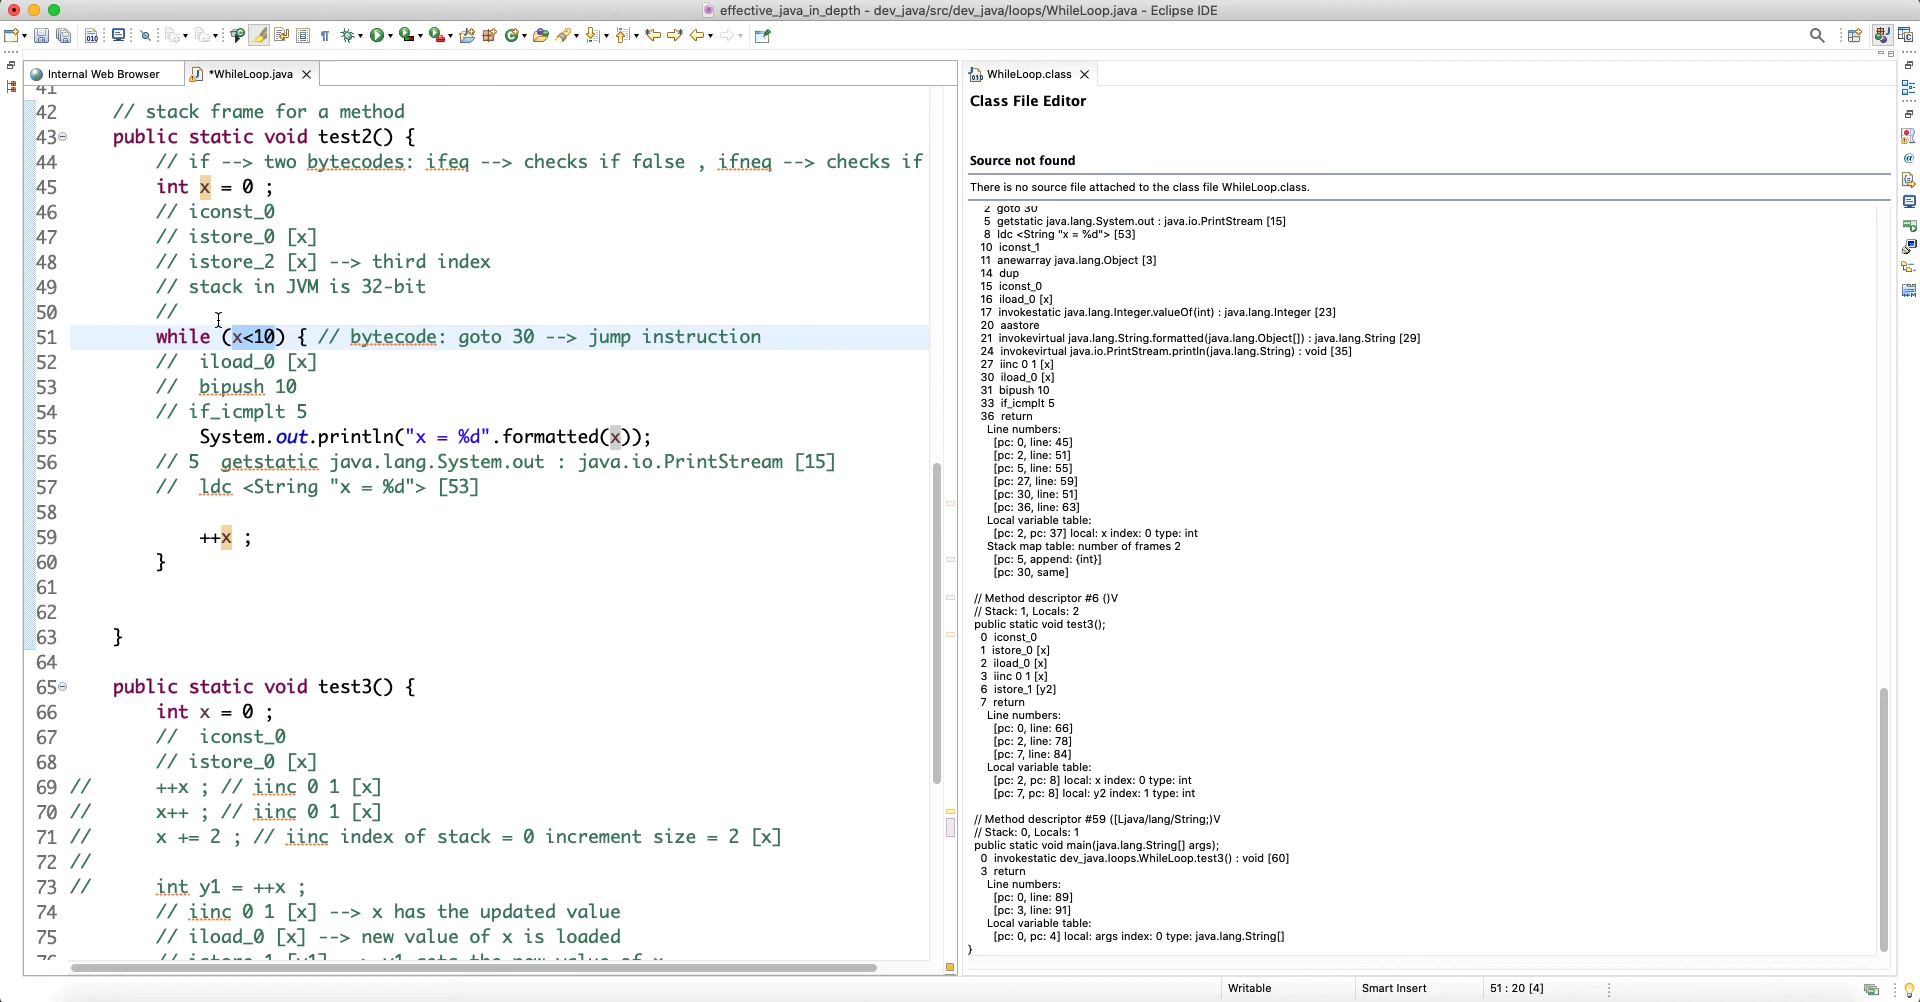 effective_java_in_depth - dev_java/src/dev_java/loops/WhileLoop.java - Eclipse IDE
Internal Web Browser
*WhileLoop.java
41
42 // stack frame for a method
43 public static void test2() {
44 // if --> two bytecodes: ifeq --> checks if false , ifneq --> checks if
45 int x = 0 ;
46 // iconst_0
47 // istore_0 [x]
48 // istore_2 [x] --> third index
49 // stack in JVM is 32-bit
50 //
51 while (x<10) { // bytecode: goto 30 --> jump instruction
52 // iload_0 [x]
53 // bipush 10
54 // if_icmplt 5
55 System.out.println("x = %d".formatted(x));
56 // 5 getstatic java.lang.System.out : java.io.PrintStream [15]
57 // ldc <String "x = %d"> [53]
58
59 ++x ;
60 }
61
62
63 }
64
65 public static void test3() {
66 int x = 0 ;
67 // iconst_0
68 // istore_0 [x]
69 // ++x ; // iinc 0 1 [x]
70 // x++ ; // iinc 0 1 [x]
71 // x += 2 ; // iinc index of stack = 0 increment size = 2 [x]
72 //
73 // int y1 = ++x ;
74 // iinc 0 1 [x] --> x has the updated value
75 // iload_0 [x] --> new value of x is loaded
WhileLoop.class
Class File Editor
Source not found
There is no source file attached to the class file WhileLoop.class.
2 goto 30
5 getstatic java.lang.System.out : java.io.PrintStream [15]
8 ldc <String "x = %d"> [53]
10 iconst_1
11 anewarray java.lang.Object [3]
14 dup
15 iconst_0
16 iload_0 [x]
17 invokestatic java.lang.Integer.valueOf(int) : java.lang.Integer [23]
20 aastore
21 invokevirtual java.lang.String.formatted(java.lang.Object[]) : java.lang.String [29]
24 invokevirtual java.io.PrintStream.println(java.lang.String) : void [35]
27 iinc 0 1 [x]
30 iload_0 [x]
31 bipush 10
33 if_icmplt 5
36 return
Line numbers:
[pc: 0, line: 45]
[pc: 2, line: 51]
[pc: 5, line: 55]
[pc: 27, line: 59]
[pc: 30, line: 51]
[pc: 36, line: 63]
Local variable table:
[pc: 2, pc: 37] local: x index: 0 type: int
Stack map table: number of frames 2
[pc: 5, append: {int}]
[pc: 30, same]
// Method descriptor #6 ()V
// Stack: 1, Locals: 2
public static void test3();
0 iconst_0
1 istore_0 [x]
2 iload_0 [x]
3 iinc 0 1 [x]
6 istore_1 [y2]
7 return
Line numbers:
[pc: 0, line: 66]
[pc: 2, line: 78]
[pc: 7, line: 84]
Local variable table:
[pc: 2, pc: 8] local: x index: 0 type: int
[pc: 7, pc: 8] local: y2 index: 1 type: int
// Method descriptor #59 ([Ljava/lang/String;)V
// Stack: 0, Locals: 1
public static void main(java.lang.String[] args);
0 invokestatic dev_java.loops.WhileLoop.test3() : void [60]
3 return
Line numbers:
[pc: 0, line: 89]
[pc: 3, line: 91]
Local variable table:
[pc: 0, pc: 4] local: args index: 0 type: java.lang.String[]
}
Writable
Smart Insert
51 : 20 [4]